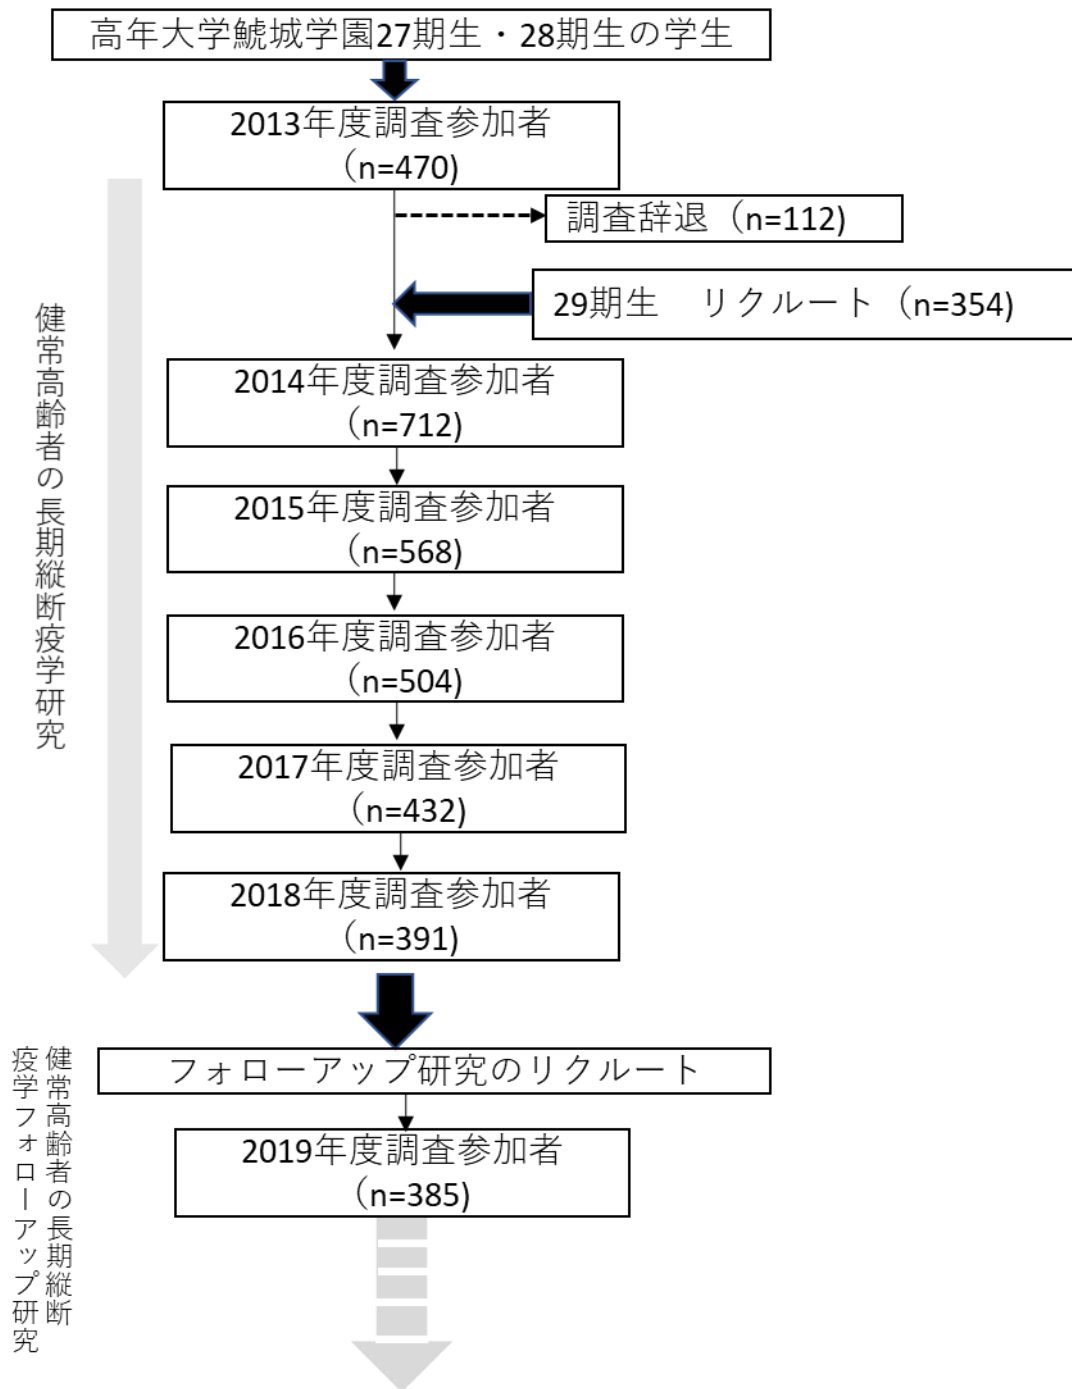 高年大学鯱城学園27期生・28期生の学生
2013年度調査参加者
（n=470)
調査辞退（n=112)
29期生　リクルート（n=354)
2014年度調査参加者
（n=712)
2015年度調査参加者
（n=568)
2016年度調査参加者
（n=504)
2017年度調査参加者
（n=432)
2018年度調査参加者
（n=391)
健常高齢者の長期縦断疫学研究
フォローアップ研究のリクルート
2019年度調査参加者
（n=385)
健常高齢者の長期縦断
疫学フォローアップ研究